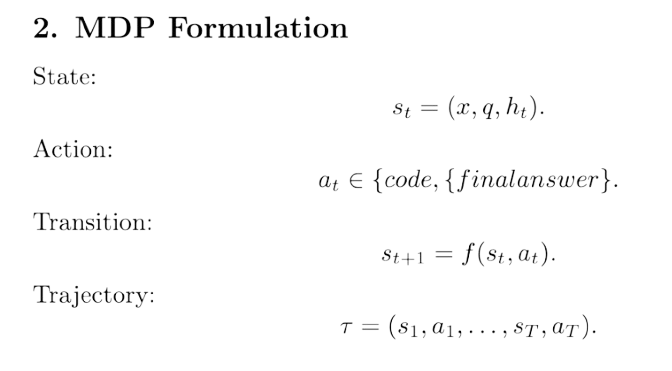 2. MDP Formulation
State:
s_t = (x, q, h_t).
Action:
a_t ∈ {code, {finalanswer}.
Transition:
s_{t+1} = f(s_t, a_t).
Trajectory:
τ = (s_1, a_1, . . . , s_T, a_T).